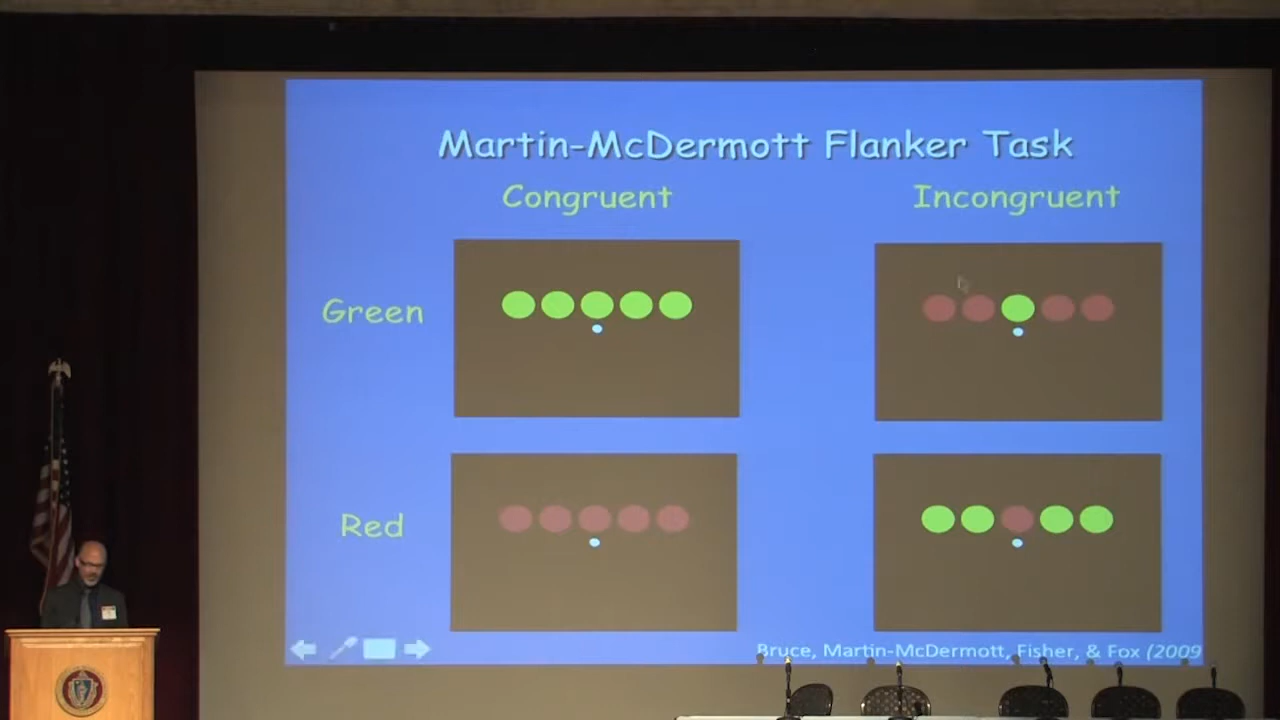 Martin-McDermott Flanker Task
Congruent
Incongruent
Green
Red
Bruce, Martin-McDermott, Fisher, & Fox (2009